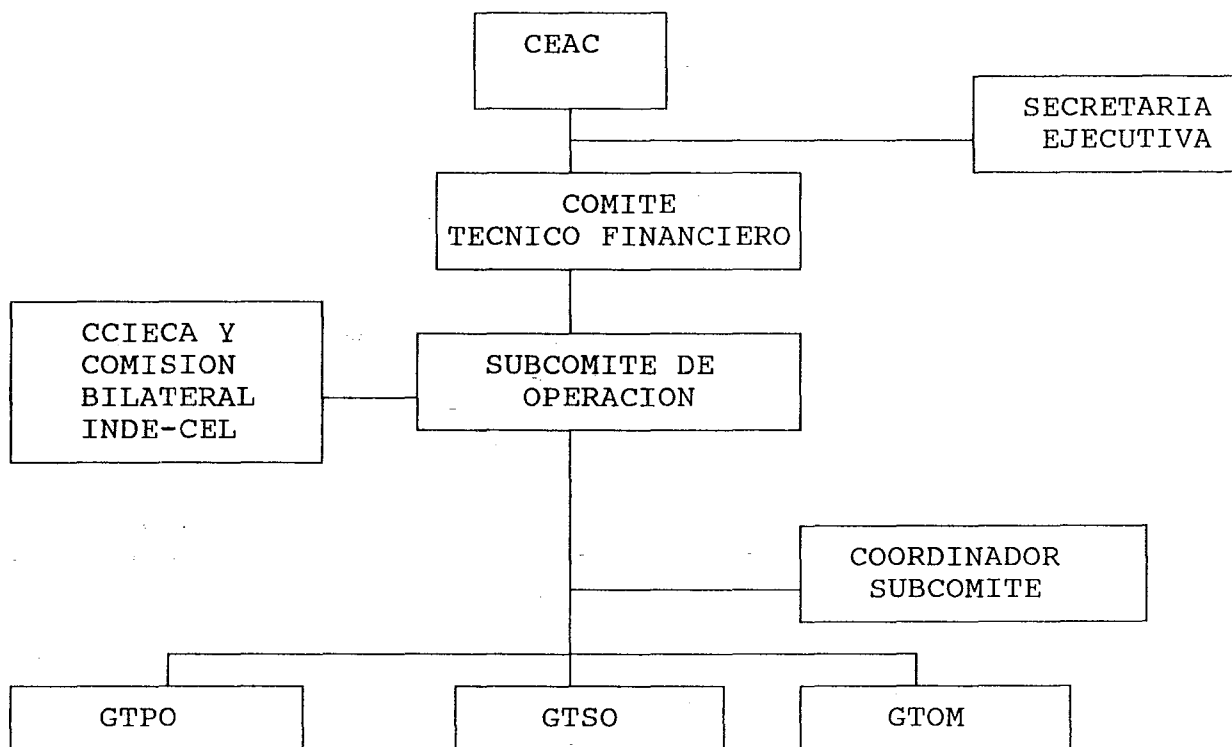 CEAC
SECRETARIA
EJECUTIVA
COMITE
TECNICO FINANCIERO
CCIECA Y
COMISION
BILATERAL
INDE-CEL
SUBCOMITE DE
OPERACION
COORDINADOR
SUBCOMITE
GTPO
GTSO
GTOM